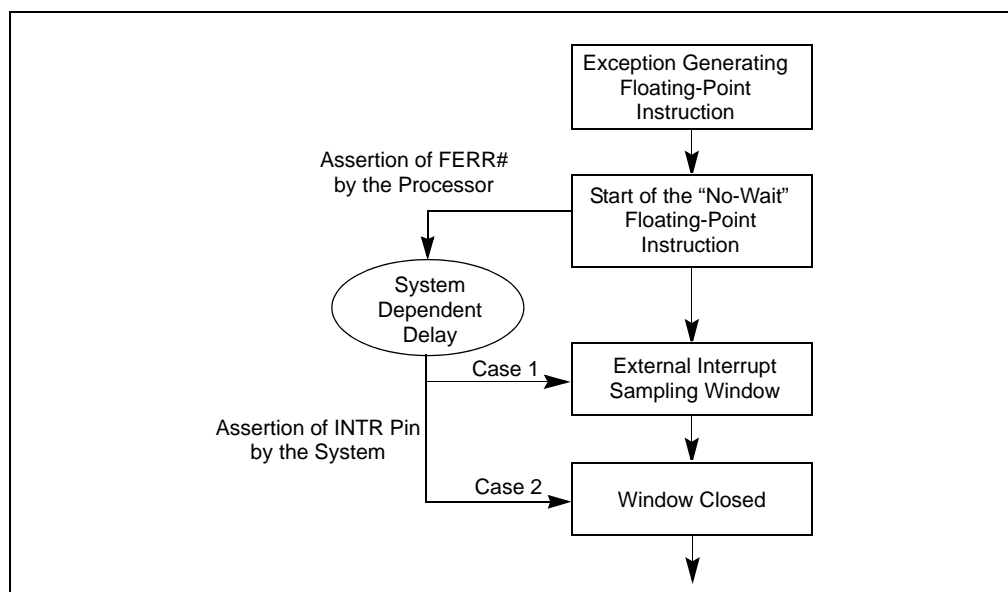 Exception Generating
Floating-Point
Instruction
Assertion of FERR#
by the Processor
Start of the “No-Wait”
Floating-Point
Instruction
System
Dependent
Delay
Case 1
External Interrupt
Sampling Window
Assertion of INTR Pin
by the System
Case 2
Window Closed